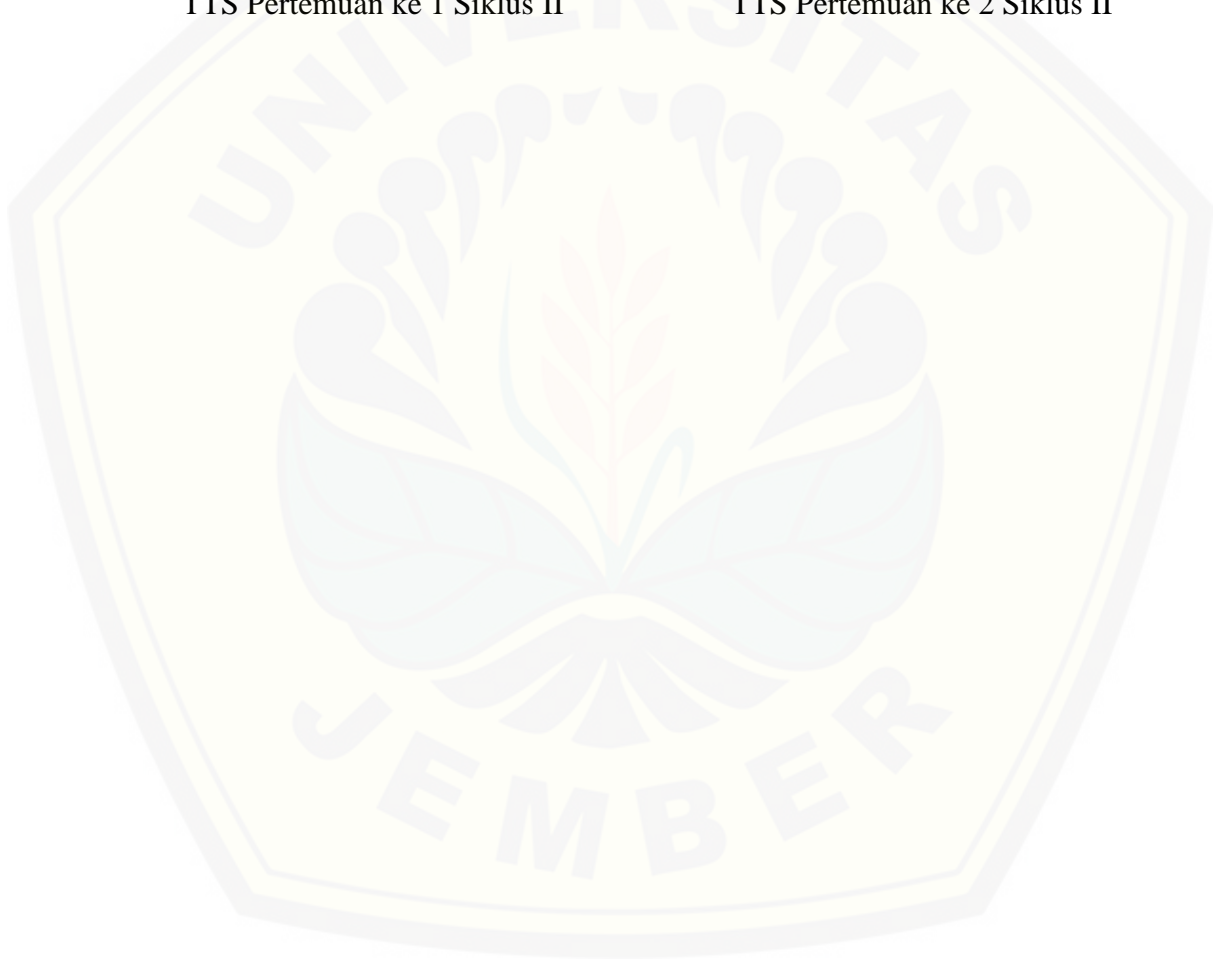 TTS Pertemuan ke 1 Siklus II TTS Pertemuan ke 2 Siklus II
UNIVERSITAS
JEMBER